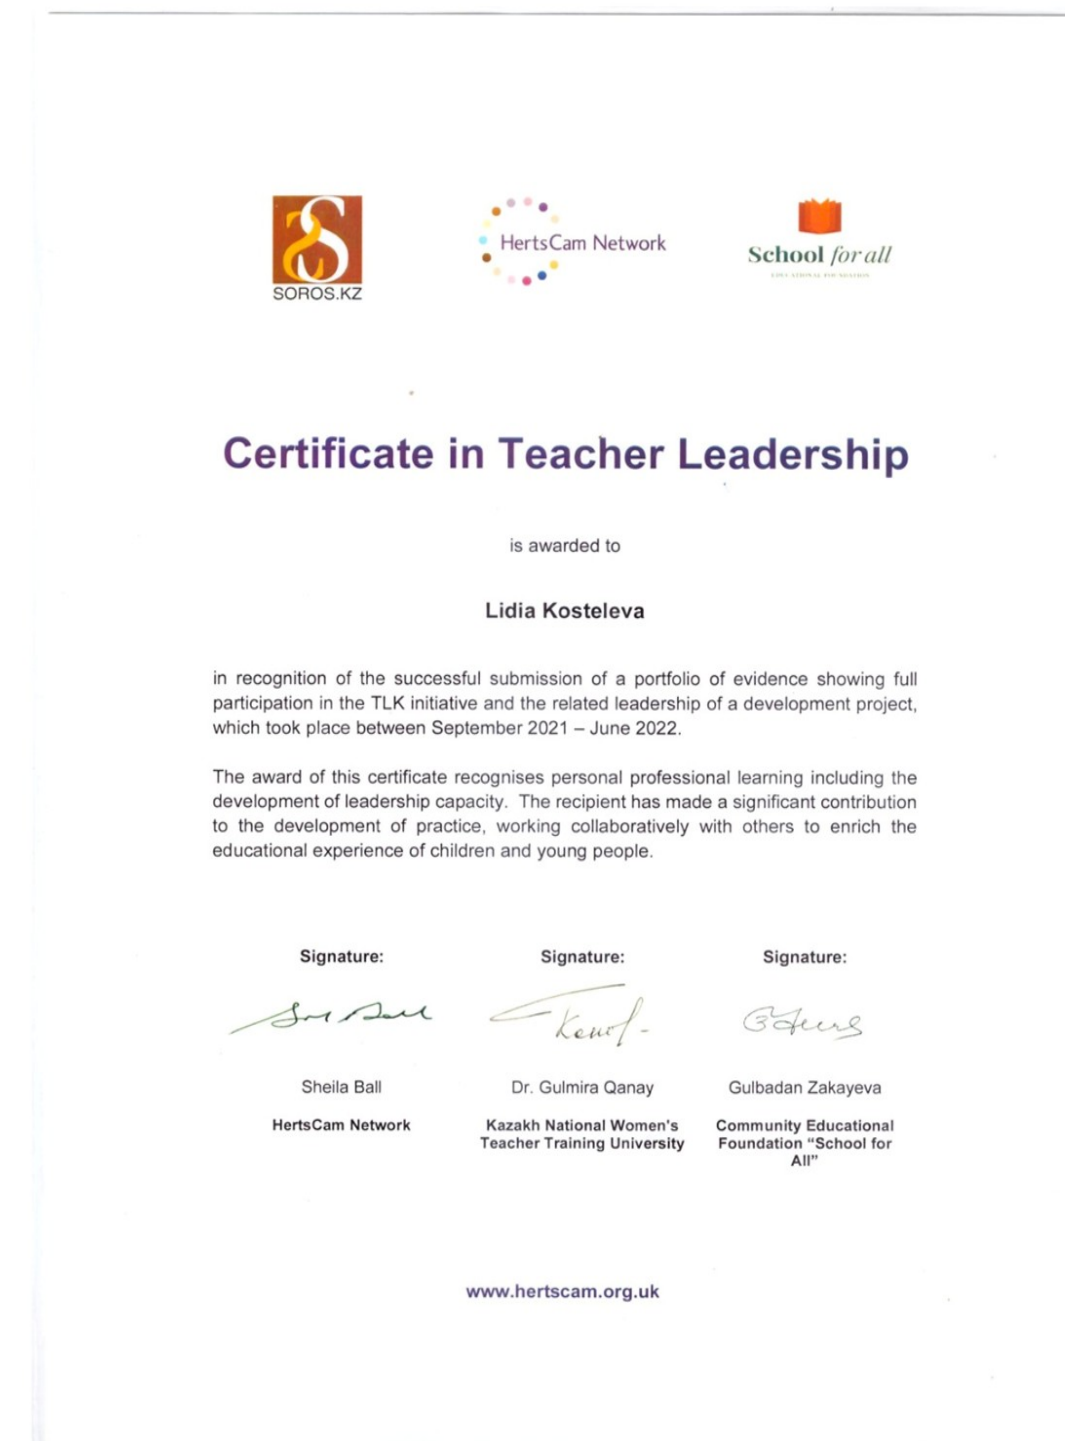 SOROS.KZ
HertsCam Network
School for all
EDUCATIONAL FOUNDATION
Certificate in Teacher Leadership
is awarded to
Lidia Kosteleva
in recognition of the successful submission of a portfolio of evidence showing full
participation in the TLK initiative and the related leadership of a development project,
which took place between September 2021 – June 2022.
The award of this certificate recognises personal professional learning including the
development of leadership capacity. The recipient has made a significant contribution
to the development of practice, working collaboratively with others to enrich the
educational experience of children and young people.
Signature: Signature: Signature:
Sheila Ball Dr. Gulmira Qanay Gulbadan Zakayeva
HertsCam Network Kazakh National Women's Community Educational
Teacher Training University Foundation “School for
All”
www.hertscam.org.uk